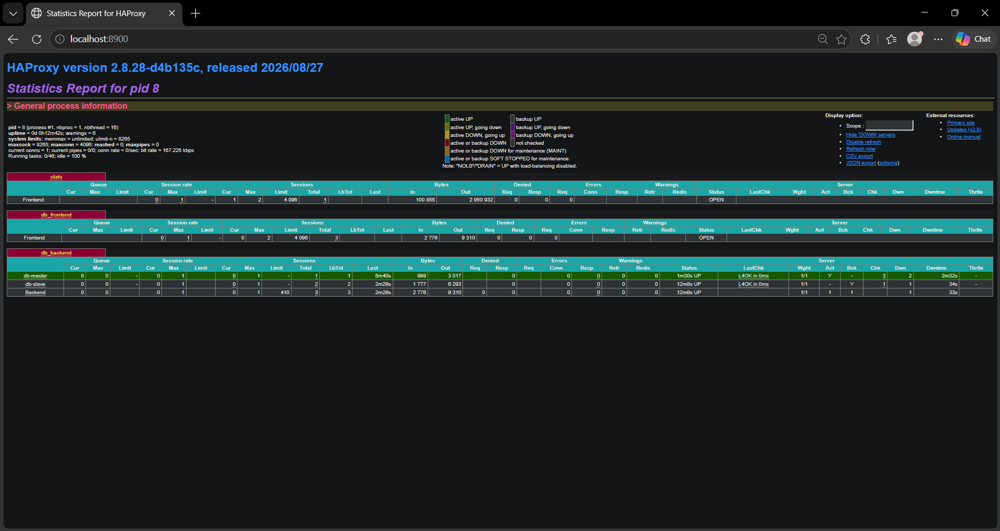 Statistics Report for HAProxy
localhost:8900
Chat
HAProxy version 2.8.28-d4b135c, released 2026/08/27
Statistics Report for pid 8
> General process information
pid = 8 (process #1, nbproc = 1, nbthread = 16)
uptime = 0d 0h12m42s; warnings = 6
system limits: memmax = unlimited; ulimit-n = 8265
maxsock = 8265; maxconn = 4096; reached = 0; maxpipes = 0
current conns = 1; current pipes = 0/0; conn rate = 0/sec; bit rate = 167.225 kbps
Running tasks: 0/46; idle = 100 %
active UP backup UP
active UP, going down backup UP, going down
active DOWN, going up backup DOWN, going up
active or backup DOWN not checked
active or backup DOWN for maintenance (MAINT)
active or backup SOFT STOPPED for maintenance
Note: "NOLB"/"DRAIN" = UP with load-balancing disabled.
Display option:
• Scope :
• Hide 'DOWN' servers
• Disable refresh
• Refresh now
• CSV export
• JSON export (schema)
External resources:
• Primary site
• Updates (v2.8)
• Online manual
stats
Queue Session rate Sessions Bytes Denied Errors Warnings Server
Cur Max Limit Cur Max Limit Cur Max Limit Total LbTot Last In Out Req Resp Req Conn Resp Retr Redis Status LastChk Wght Act Bck Chk Dwn Dwntme Thrtle
Frontend 0 1 - 1 2 4 096 1 100 855 2 950 932 0 0 0 OPEN
db_frontend
Queue Session rate Sessions Bytes Denied Errors Warnings Server
Cur Max Limit Cur Max Limit Cur Max Limit Total LbTot Last In Out Req Resp Req Conn Resp Retr Redis Status LastChk Wght Act Bck Chk Dwn Dwntme Thrtle
Frontend 0 1 - 0 2 4 096 3 2 776 9 310 0 0 0 OPEN
db_backend
Queue Session rate Sessions Bytes Denied Errors Warnings Server
Cur Max Limit Cur Max Limit Cur Max Limit Total LbTot Last In Out Req Resp Req Conn Resp Retr Redis Status LastChk Wght Act Bck Chk Dwn Dwntme Thrtle
db-master 0 0 - 0 1 0 1 - 1 1 5m40s 999 3 017 0 0 0 0 0 1m30s UP L4OK in 0ms 1/1 Y - 3 2 2m32s -
db-slave 0 0 - 0 1 0 1 - 2 2 2m29s 1 777 6 293 0 0 0 0 0 12m8s UP L4OK in 0ms 1/1 - Y 1 1 34s -
Backend 0 0 0 1 0 1 410 3 3 2m29s 2 776 9 310 0 0 0 0 0 0 12m9s UP 1/1 1 1 1 33s